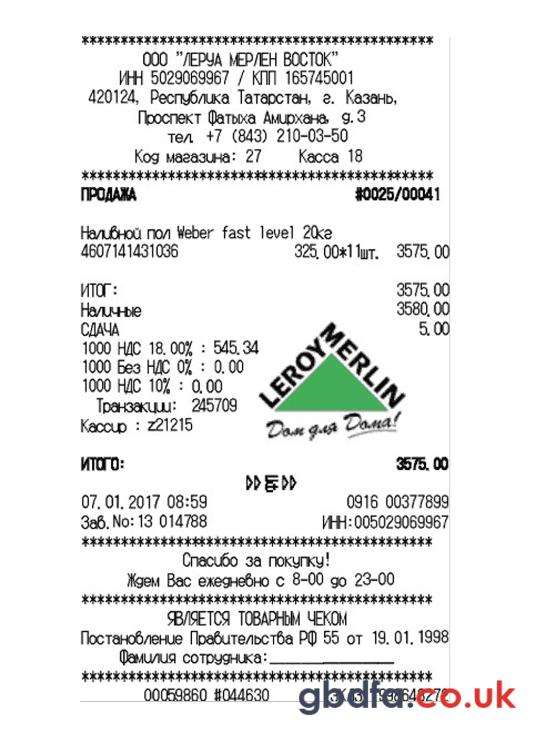 ****************************************
ООО "ЛЕРУА МЕРЛЕН ВОСТОК"
ИНН 5029069967 / КПП 165745001
420124, Республика Татарстан, г. Казань,
Проспект Фатыха Амирхана, д.3
тел. +7 (843) 210-03-50
Код магазина: 27 Касса 18
****************************************
ПРОДАЖА #0025/00041
Наливной пол Weber fast level 20кг
4607141431036 325.00*11шт. 3575.00
ИТОГ: 3575.00
Наличные 3580.00
СДАЧА 5.00
1000 НДС 18.00% : 545.34
1000 Без НДС 0% : 0.00
1000 НДС 10% : 0.00
Транзакции: 245709
Кассир : z21215
LEROY MERLIN
Дом для Дома!
ИТОГО: 3575.00
07.01.2017 08:59 0916 00377899
Зав.No:13 014788 ИНН:005029069967
****************************************
Спасибо за покупку!
Ждем Вас ежедневно с 8-00 до 23-00
****************************************
ЯВЛЯЕТСЯ ТОВАРНЫМ ЧЕКОМ
Постановление Правительства РФ 55 от 19.01.1998
Фамилия сотрудника:______________
****************************************
00059860 #044630
gbdfa.co.uk